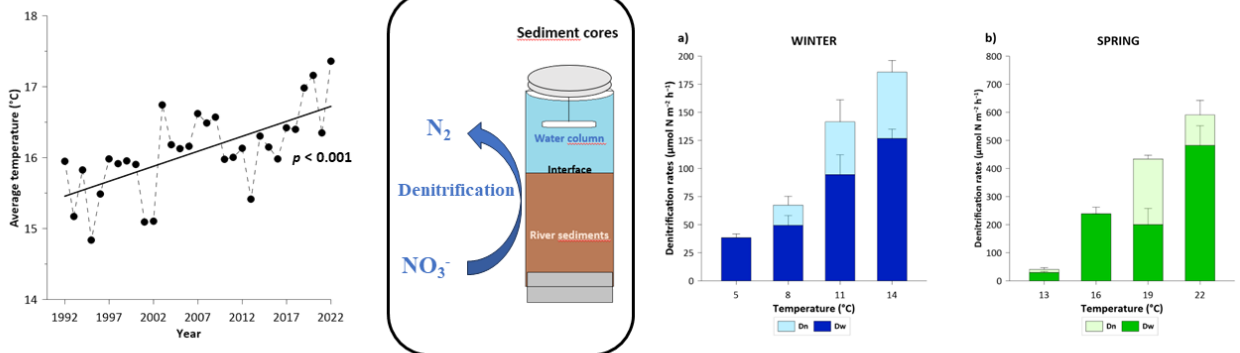 18
17
16
15
14
Average temperature (°C)
p < 0.001
1992 1997 2002 2007 2012 2017 2022
Year
Sediment cores
N₂
Denitrification
NO₃⁻
Water column
Interface
River sediments
a) WINTER
Denitrification rates (µmol N m⁻² h⁻¹)
200
175
150
125
100
75
50
25
0
5 8 11 14
Temperature (°C)
Dn Dw
b) SPRING
Denitrification rates (µmol N m⁻² h⁻¹)
800
700
600
500
400
300
200
100
0
13 16 19 22
Temperature (°C)
Dn Dw